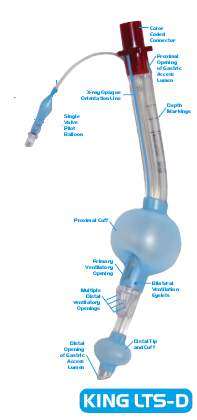 Color
Coded
Connector
Proximal
Opening
of Gastric
Access
Lumen
X-ray Opaque
Orientation Line
Depth
Markings
Single
Valve
Pilot
Balloon
Proximal Cuff
Primary
Ventilatory
Opening
Bilateral
Ventilation
Eyelets
Multiple
Distal
ventilatory
Openings
Distal
Opening
of Gastric
Access
Lumen
Distal Tip
and Cuff
KING LTS-D